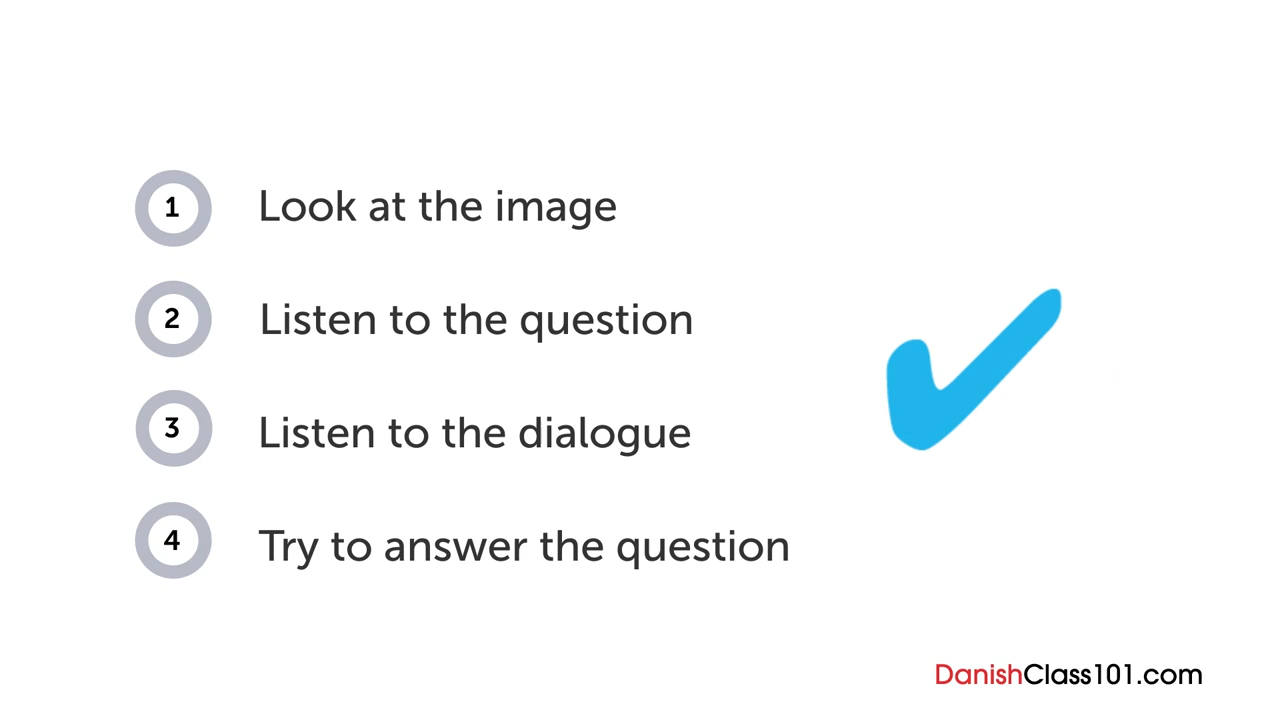 1 Look at the image
2 Listen to the question
3 Listen to the dialogue
4 Try to answer the question
DanishClass101.com